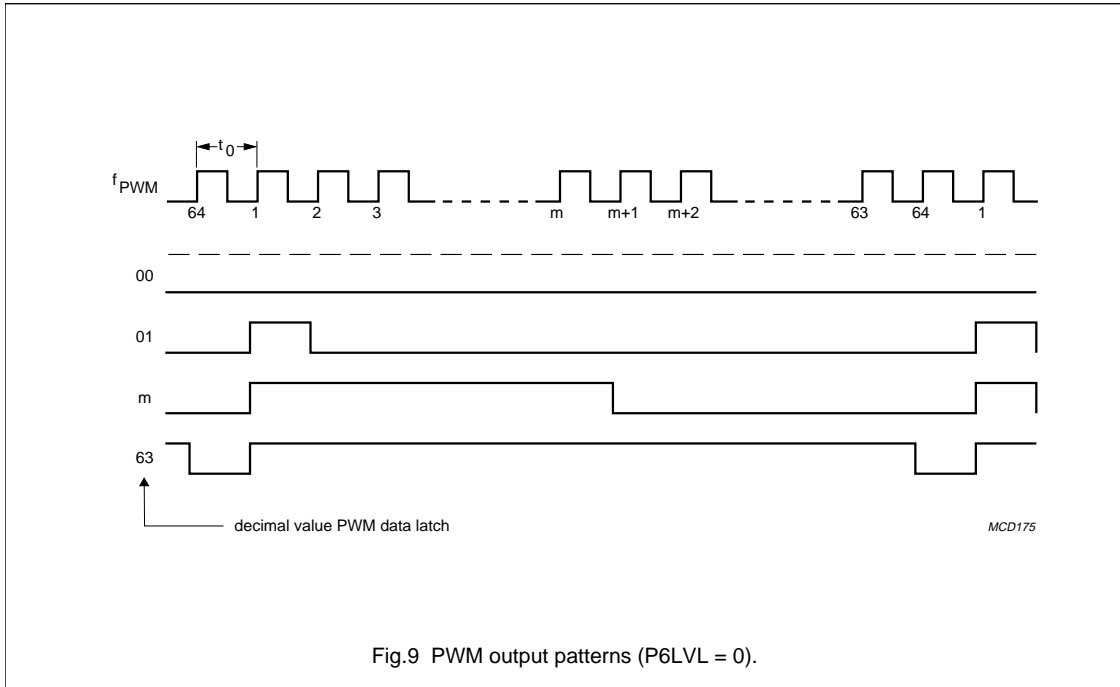 t0
fPWM
64 1 2 3 m m+1 m+2 63 64 1
00
01
m
63
decimal value PWM data latch
MCD175
Fig.9 PWM output patterns (P6LVL = 0).